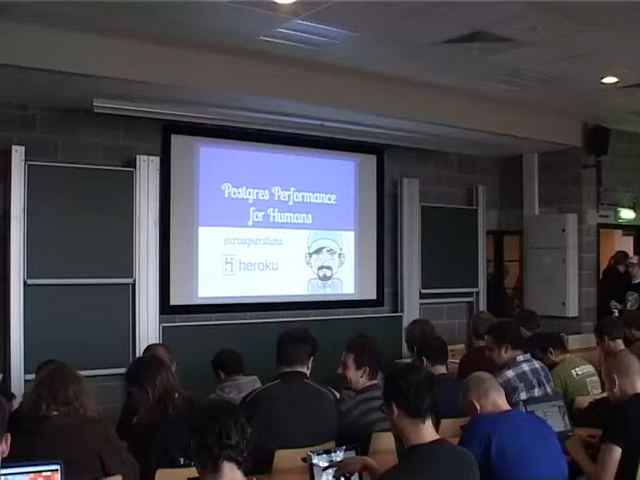 Postgres Performance
for Humans
@craigkerstiens
heroku